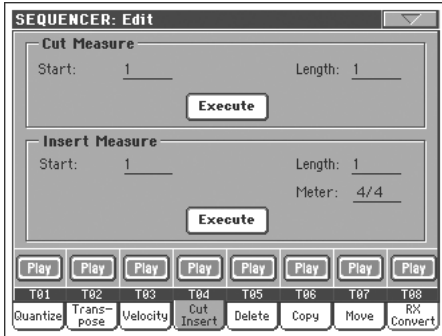 SEQUENCER: Edit
Cut Measure
Start: 1 Length: 1
Execute
Insert Measure
Start: 1 Length: 1
Meter: 4/4
Execute
Play Play Play Play Play Play Play Play
T01 T02 T03 T04 T05 T06 T07 T08
Quantize Trans-pose Velocity Cut Insert Delete Copy Move RX Convert